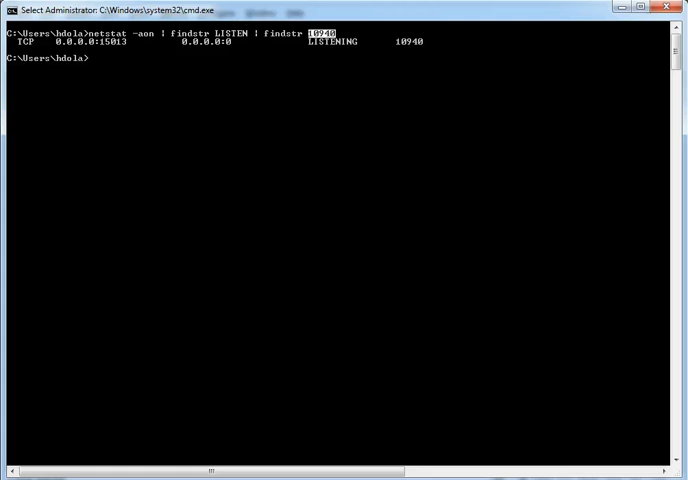 Select Administrator: C:\Windows\system32\cmd.exe
C:\Users\hdola>netstat -aon | findstr LISTEN | findstr 10940
TCP 0.0.0.0:15013 0.0.0.0:0 LISTENING 10940
C:\Users\hdola>